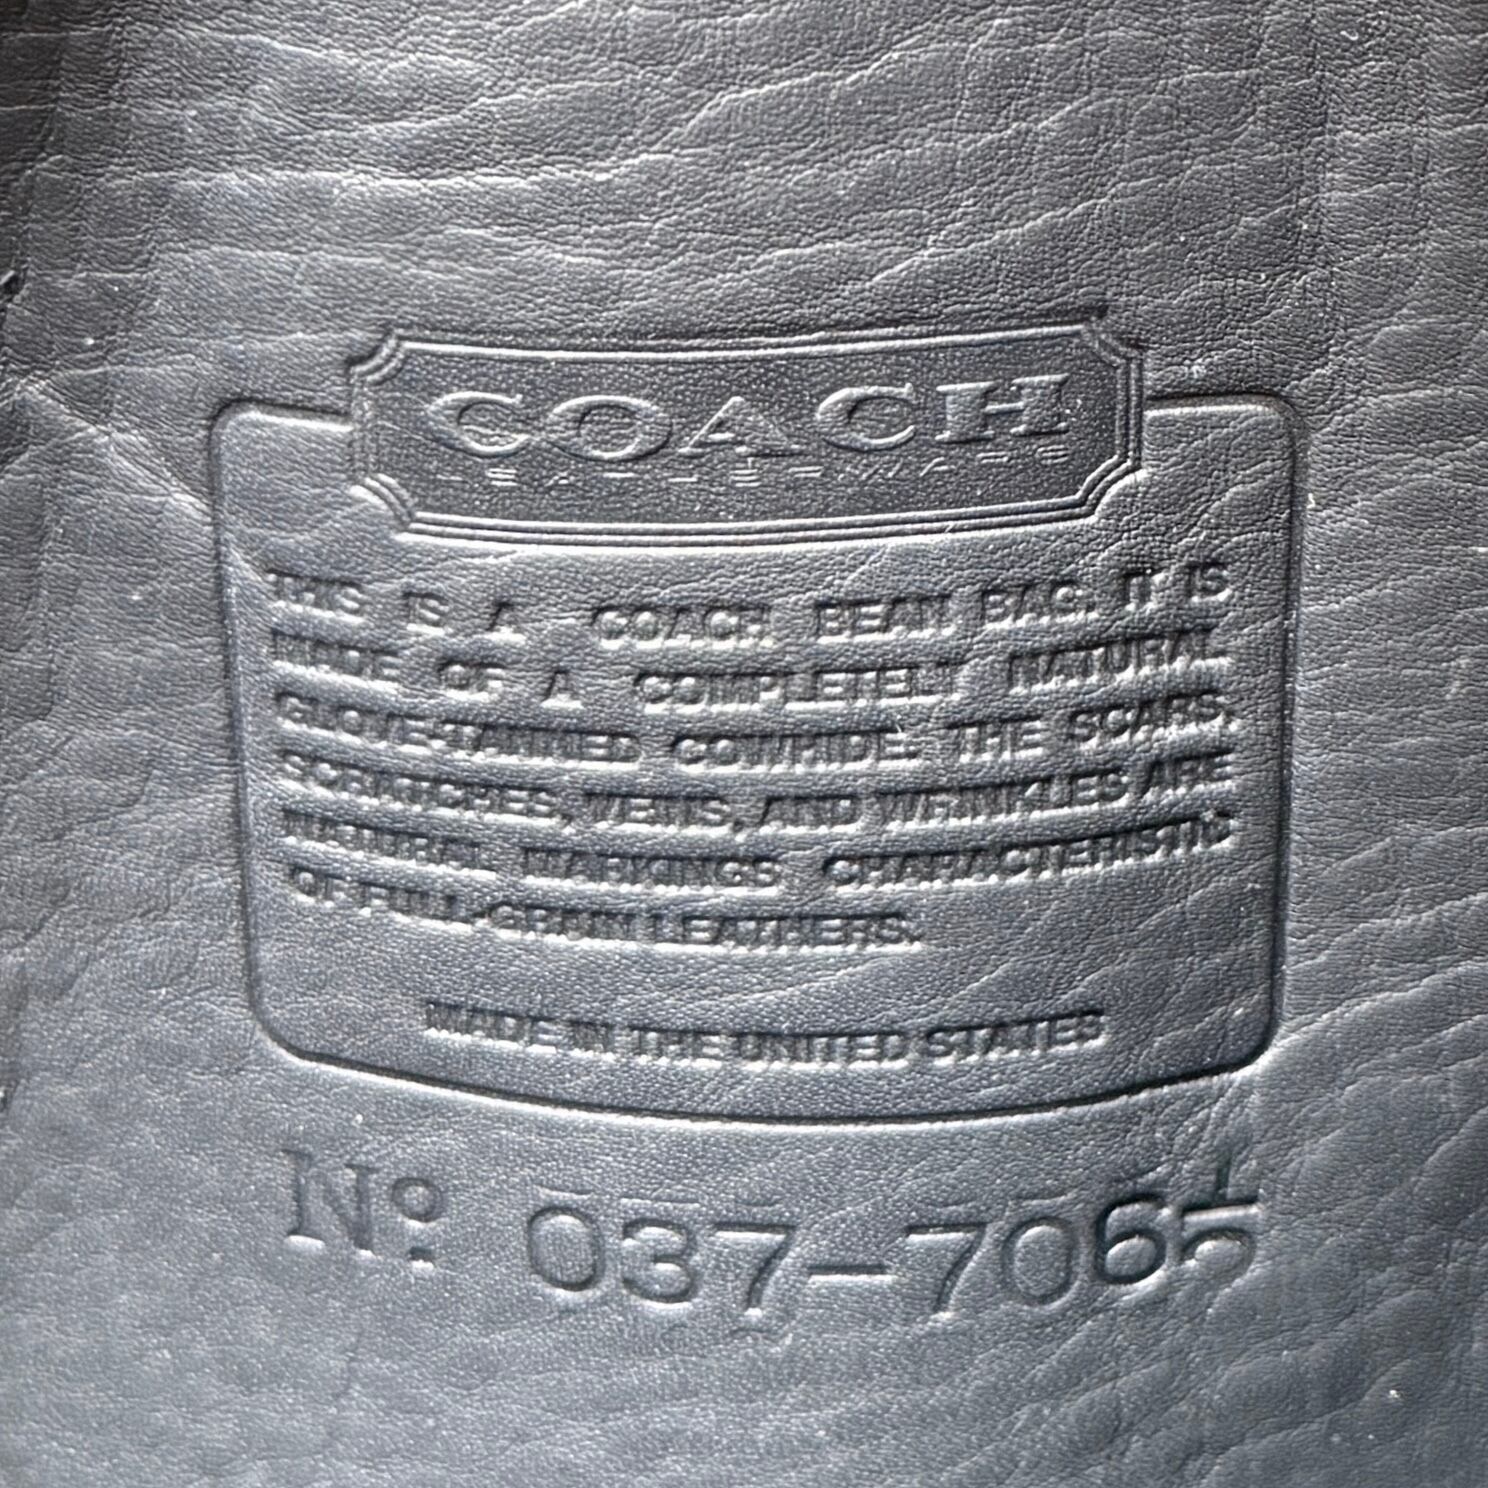 COACH
LEATHERWARE
THIS IS A COACH BEAN BAG. IT IS
MADE OF A COMPLETELY NATURAL
GLOVE-TANNED COWHIDE. THE SCARS,
SCRATCHES, VEINS, AND WRINKLES ARE
NATURAL MARKINGS CHARACTERISTIC
OF FULL-GRAIN LEATHERS.
MADE IN THE UNITED STATES
Nº 037-7065